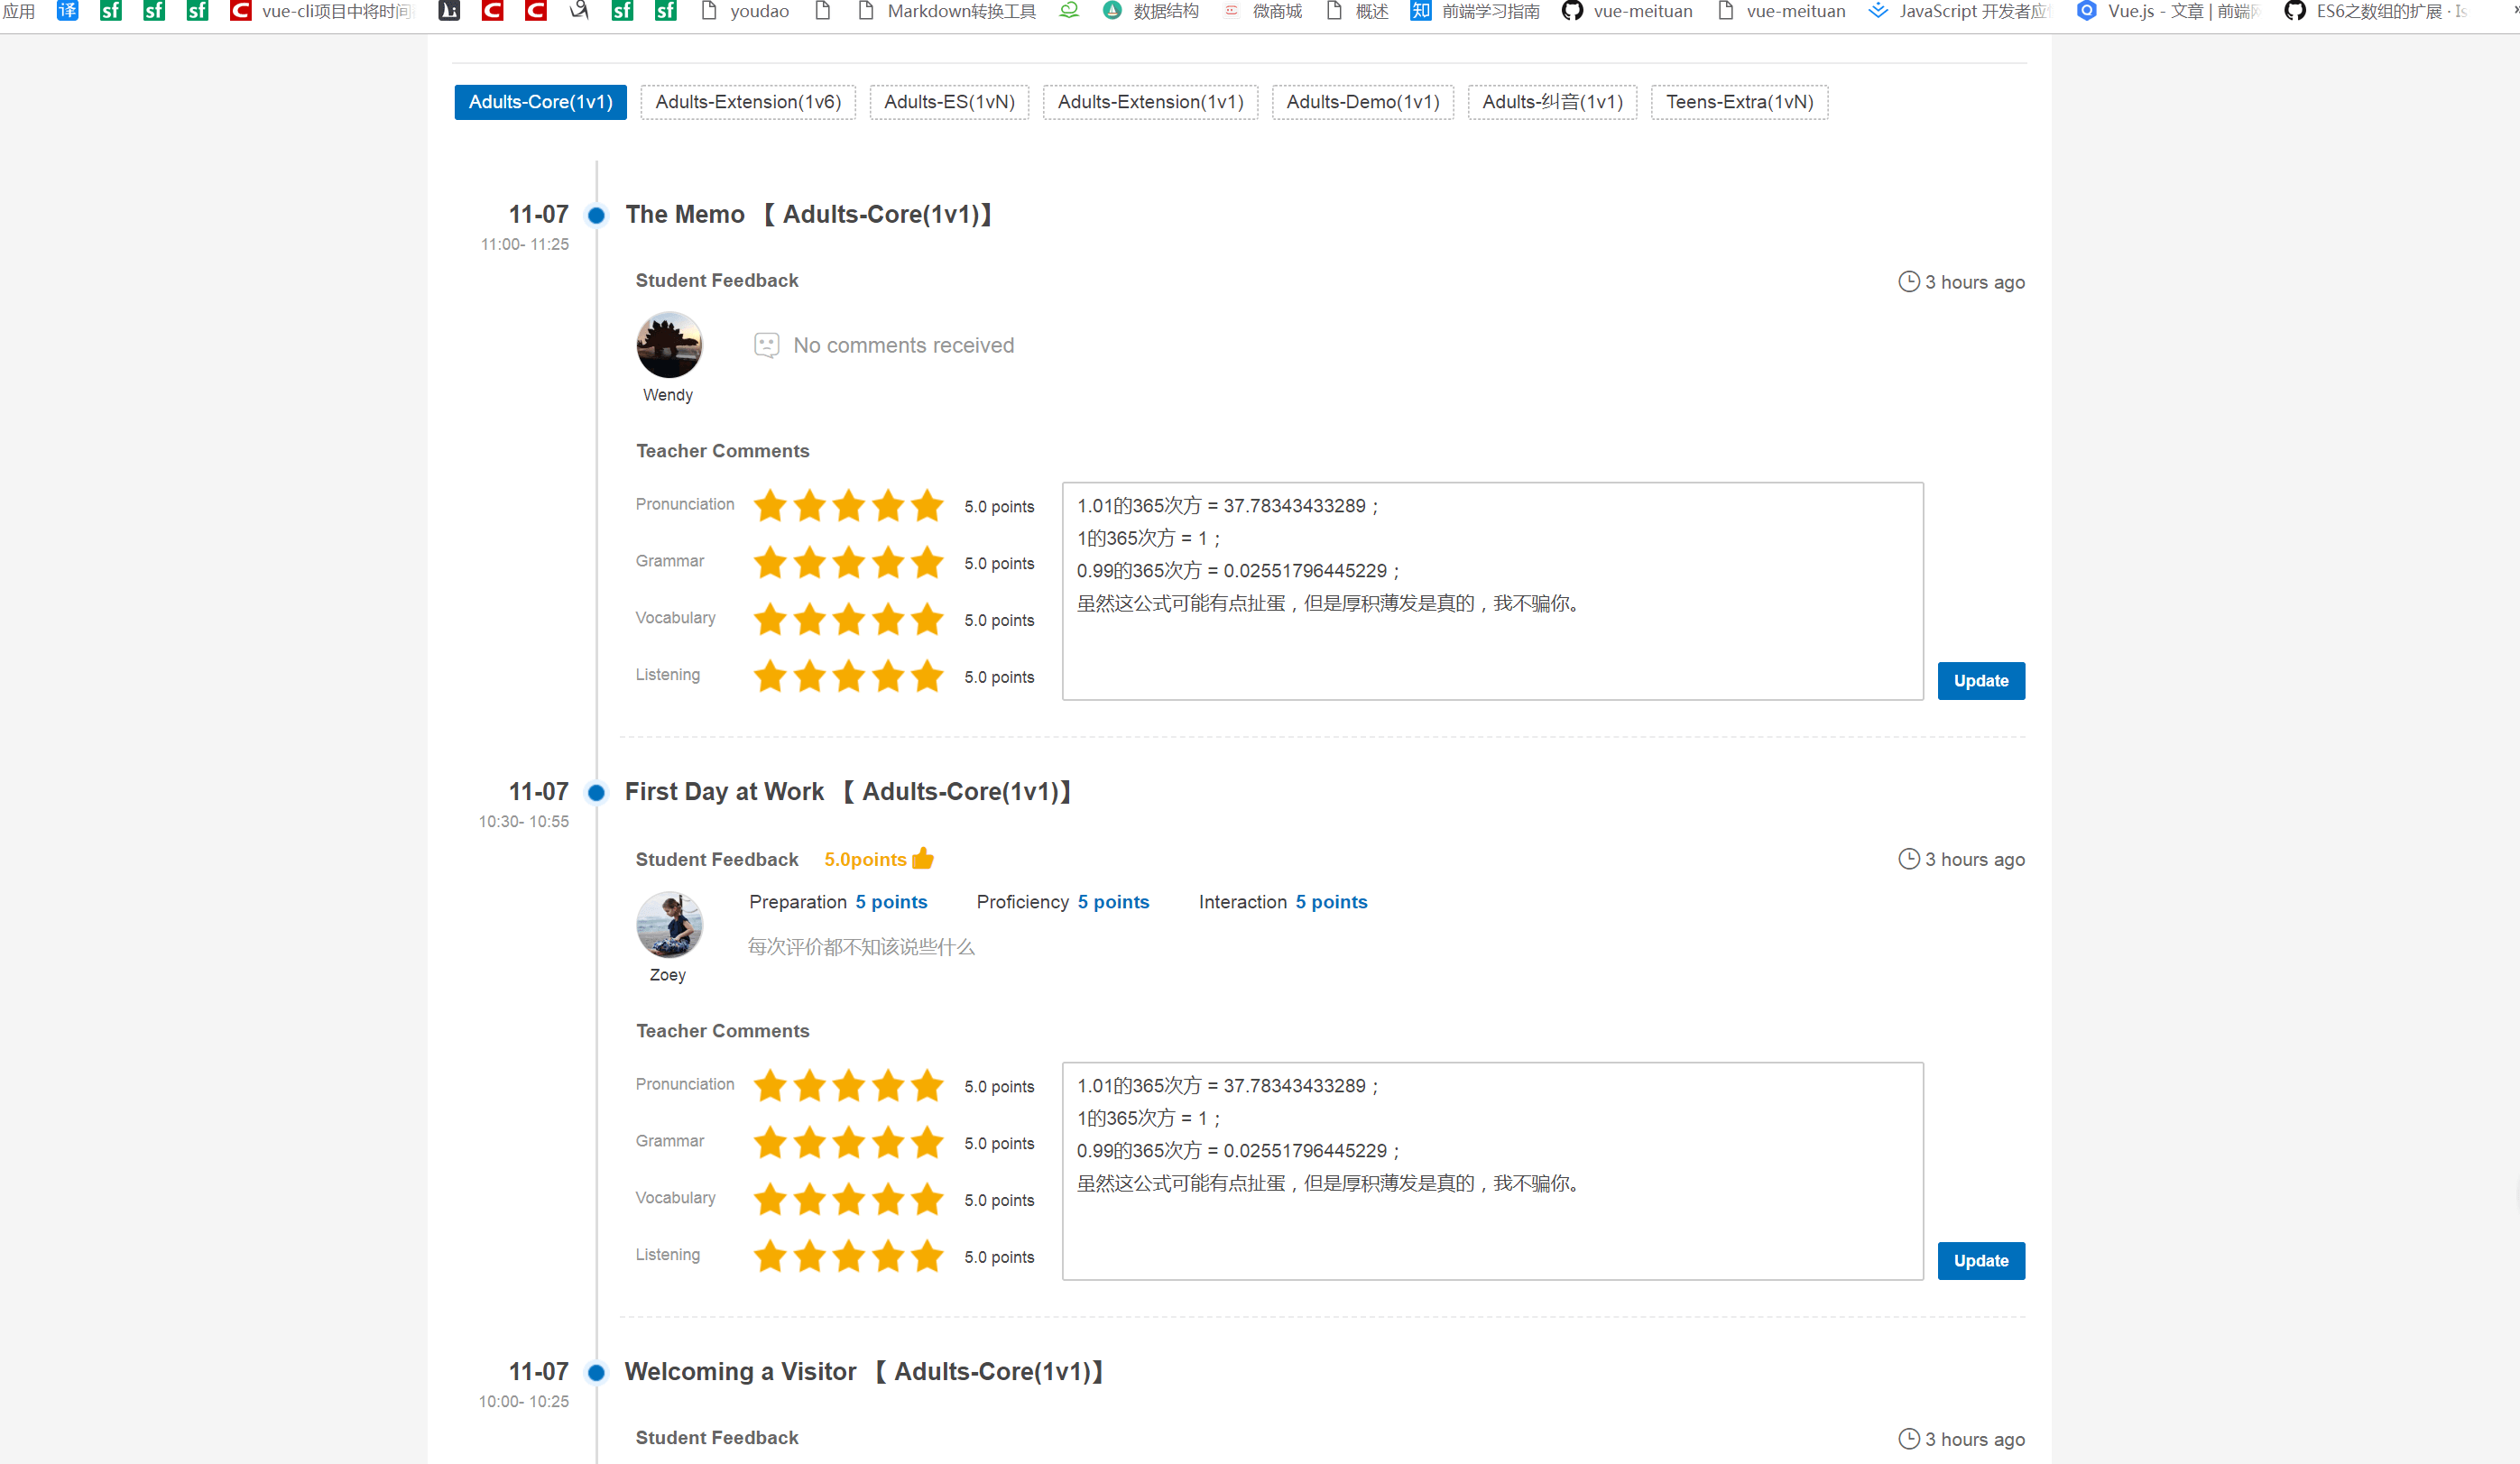 应用 译 sf sf sf C vue-cli项目中将时间 C C sf sf youdao Markdown转换工具 数据结构 微商城 概述 知 前端学习指南 vue-meituan vue-meituan JavaScript 开发者应 Vue.js - 文章 | 前端 ES6之数组的扩展 · Is »
Adults-Core(1v1) Adults-Extension(1v6) Adults-ES(1vN) Adults-Extension(1v1) Adults-Demo(1v1) Adults-纠音(1v1) Teens-Extra(1vN)
11-07 The Memo 【 Adults-Core(1v1)】
11:00- 11:25
Student Feedback 3 hours ago
No comments received
Wendy
Teacher Comments
Pronunciation 5.0 points
Grammar 5.0 points
Vocabulary 5.0 points
Listening 5.0 points
1.01的365次方 = 37.78343433289；
1的365次方 = 1；
0.99的365次方 = 0.02551796445229；
虽然这公式可能有点扯蛋，但是厚积薄发是真的，我不骗你。
Update
11-07 First Day at Work 【 Adults-Core(1v1)】
10:30- 10:55
Student Feedback 5.0points 3 hours ago
Preparation 5 points Proficiency 5 points Interaction 5 points
每次评价都不知该说些什么
Zoey
Teacher Comments
Pronunciation 5.0 points
Grammar 5.0 points
Vocabulary 5.0 points
Listening 5.0 points
1.01的365次方 = 37.78343433289；
1的365次方 = 1；
0.99的365次方 = 0.02551796445229；
虽然这公式可能有点扯蛋，但是厚积薄发是真的，我不骗你。
Update
11-07 Welcoming a Visitor 【 Adults-Core(1v1)】
10:00- 10:25
Student Feedback 3 hours ago